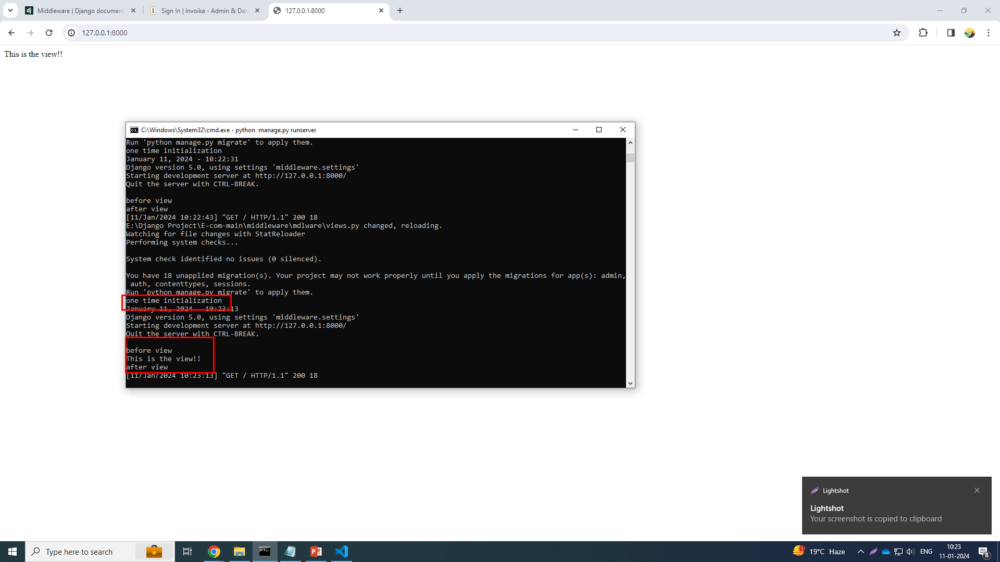 Middleware | Django document
Sign In | Invoika - Admin & Das
127.0.0.1:8000
127.0.0.1:8000
This is the view!!
C:\Windows\System32\cmd.exe - python  manage.py runserver
Run 'python manage.py migrate' to apply them.
one time initialization
January 11, 2024 - 10:22:31
Django version 5.0, using settings 'middleware.settings'
Starting development server at http://127.0.0.1:8000/
Quit the server with CTRL-BREAK.
before view
after view
[11/Jan/2024 10:22:43] "GET / HTTP/1.1" 200 18
E:\Django Project\E-com-main\middleware\mdlware\views.py changed, reloading.
Watching for file changes with StatReloader
Performing system checks...
System check identified no issues (0 silenced).
You have 18 unapplied migration(s). Your project may not work properly until you apply the migrations for app(s): admin,
auth, contenttypes, sessions.
Run 'python manage.py migrate' to apply them.
one time initialization
January 11, 2024 - 10:23:13
Django version 5.0, using settings 'middleware.settings'
Starting development server at http://127.0.0.1:8000/
Quit the server with CTRL-BREAK.
before view
This is the view!!
after view
[11/Jan/2024 10:23:13] "GET / HTTP/1.1" 200 18
Lightshot
Lightshot
Your screenshot is copied to clipboard
Type here to search
1
19°C Haze
ENG
10:23
11-01-2024
8